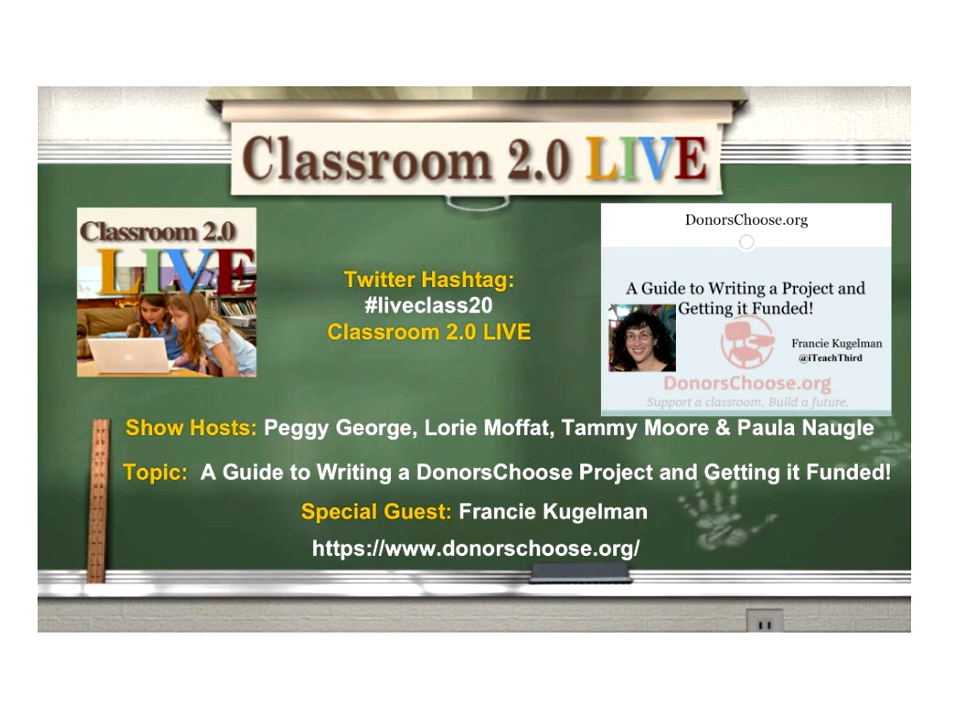 Classroom 2.0 LIVE
Classroom 2.0
LIVE
Twitter Hashtag:
#liveclass20
Classroom 2.0 LIVE
DonorsChoose.org
A Guide to Writing a Project and
Getting it Funded!
Francie Kugelman
@iTeachThird
DonorsChoose.org
Support a classroom. Build a future.
Show Hosts: Peggy George, Lorie Moffat, Tammy Moore & Paula Naugle
Topic: A Guide to Writing a DonorsChoose Project and Getting it Funded!
Special Guest: Francie Kugelman
https://www.donorschoose.org/